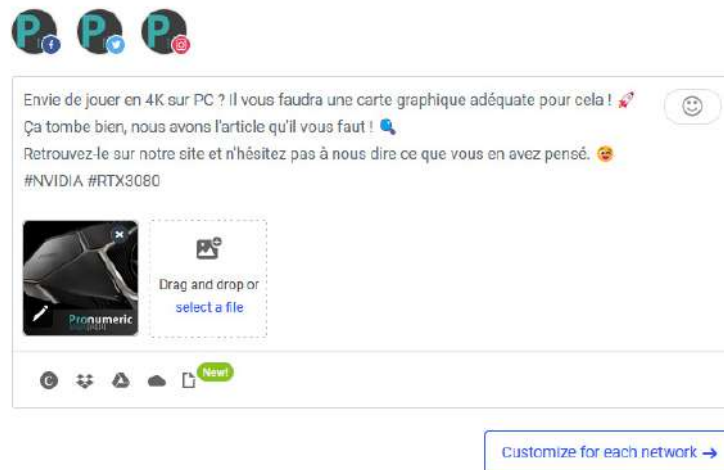 Envie de jouer en 4K sur PC ? Il vous faudra une carte graphique adéquate pour cela ! 🚀
Ça tombe bien, nous avons l'article qu'il vous faut ! 🔍
Retrouvez-le sur notre site et n'hésitez pas à nous dire ce que vous en avez pensé. 🥰
#NVIDIA #RTX3080
Drag and drop or
select a file
Pronumeric
New!
Customize for each network →